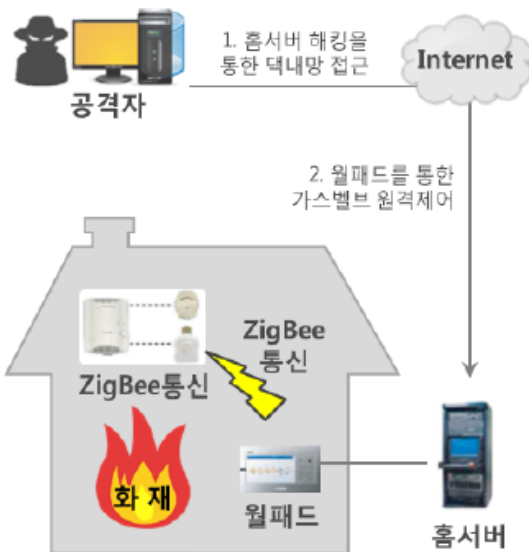 1. 홈서버 해킹을
통한 댁내망 접근
Internet
공격자
2. 월패드를 통한
가스벨브 원격제어
ZigBee
통신
ZigBee통신
화 재
월패드
홈서버